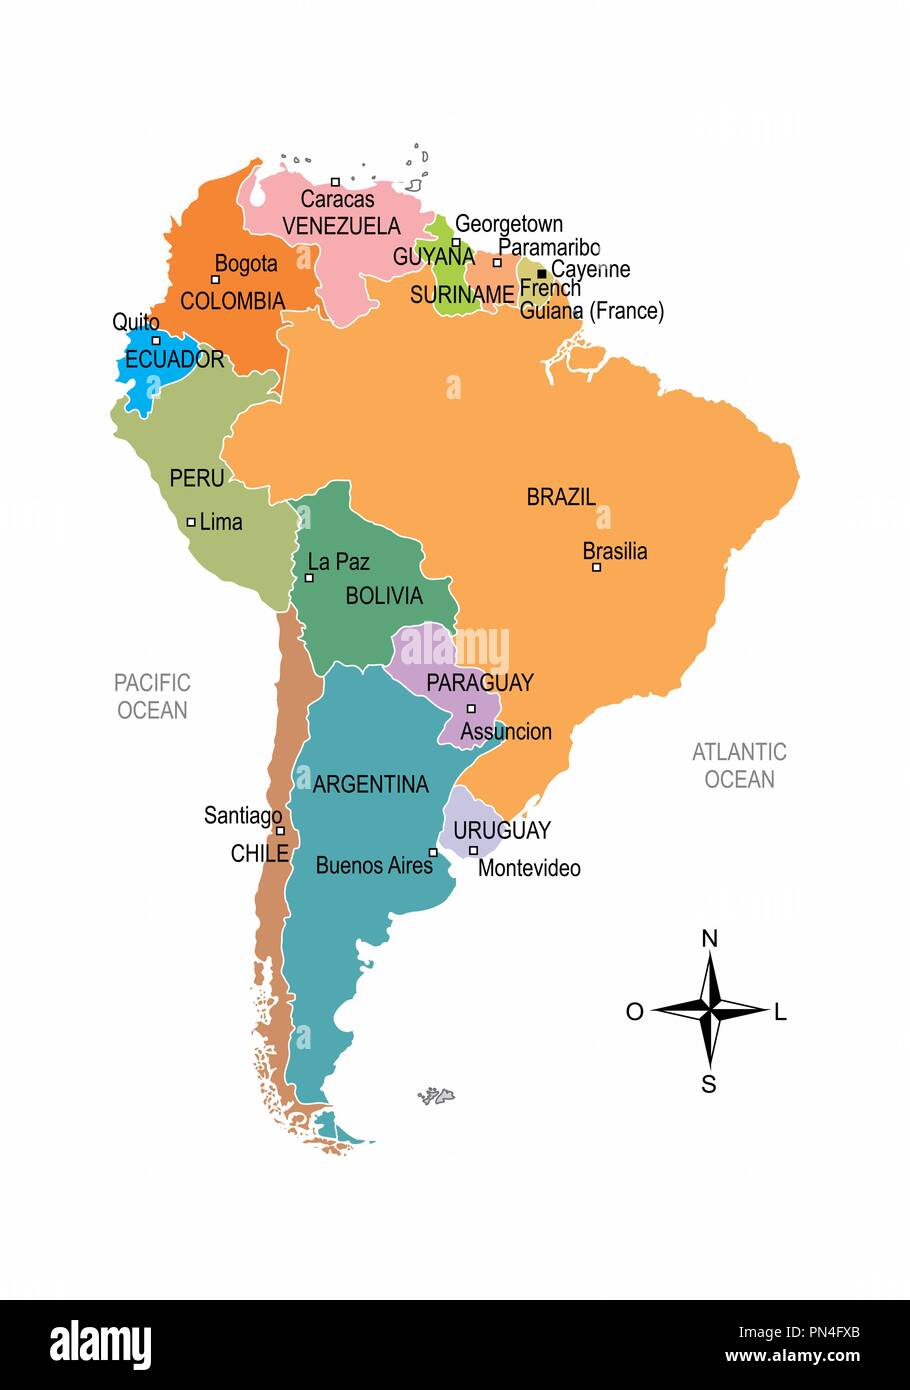 Caracas
VENEZUELA
Georgetown
GUYANA
Paramaribo
Cayenne
Bogota
COLOMBIA
SURINAME
French
Guiana (France)
Quito
ECUADOR
PERU
Lima
BRAZIL
Brasilia
La Paz
BOLIVIA
PACIFIC
OCEAN
PARAGUAY
Assuncion
ATLANTIC
OCEAN
ARGENTINA
Santiago
CHILE
URUGUAY
Buenos Aires
Montevideo
N
O
L
S
a
a
a
a
a
a
a
alamy
alamy
Image ID: PN4FXB
www.alamy.com